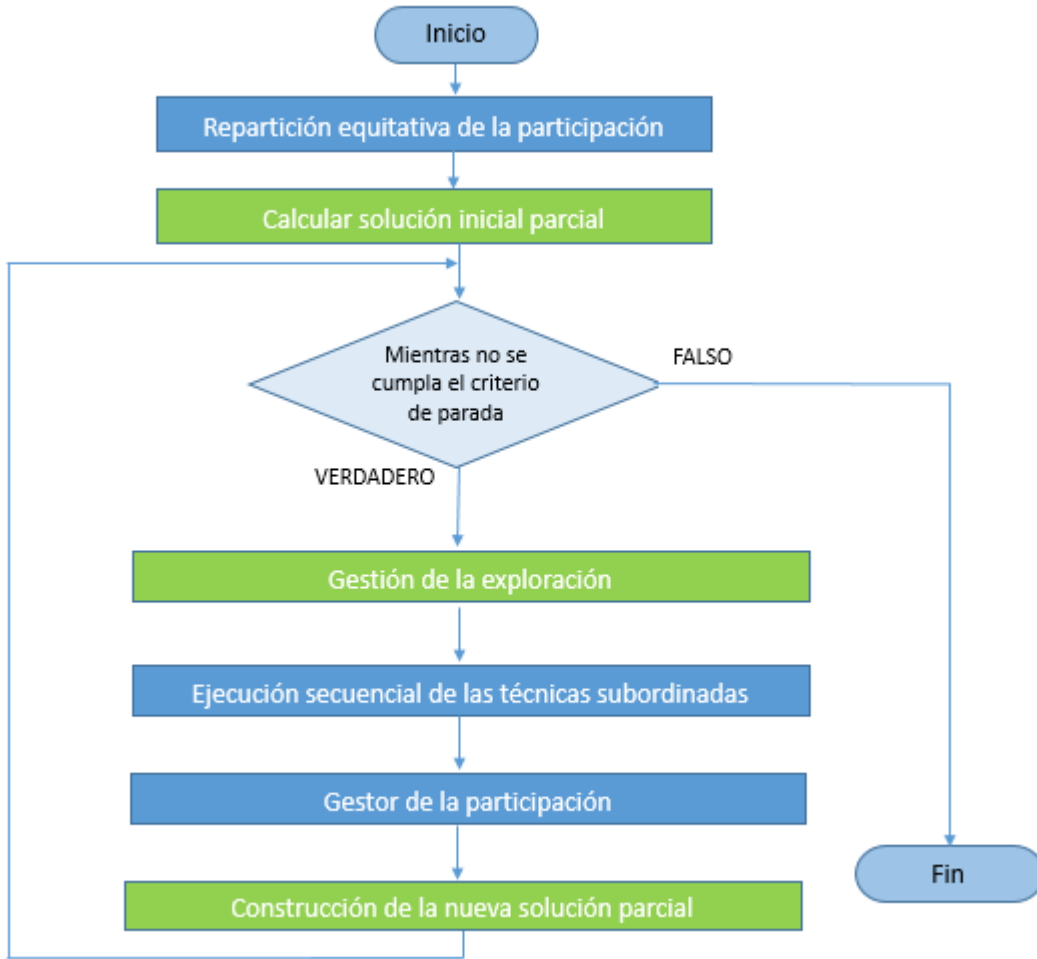 Inicio
Repartición equitativa de la participación
Calcular solución inicial parcial
Mientras no se
cumpla el criterio
de parada
FALSO
VERDADERO
Gestión de la exploración
Ejecución secuencial de las técnicas subordinadas
Gestor de la participación
Fin
Construcción de la nueva solución parcial